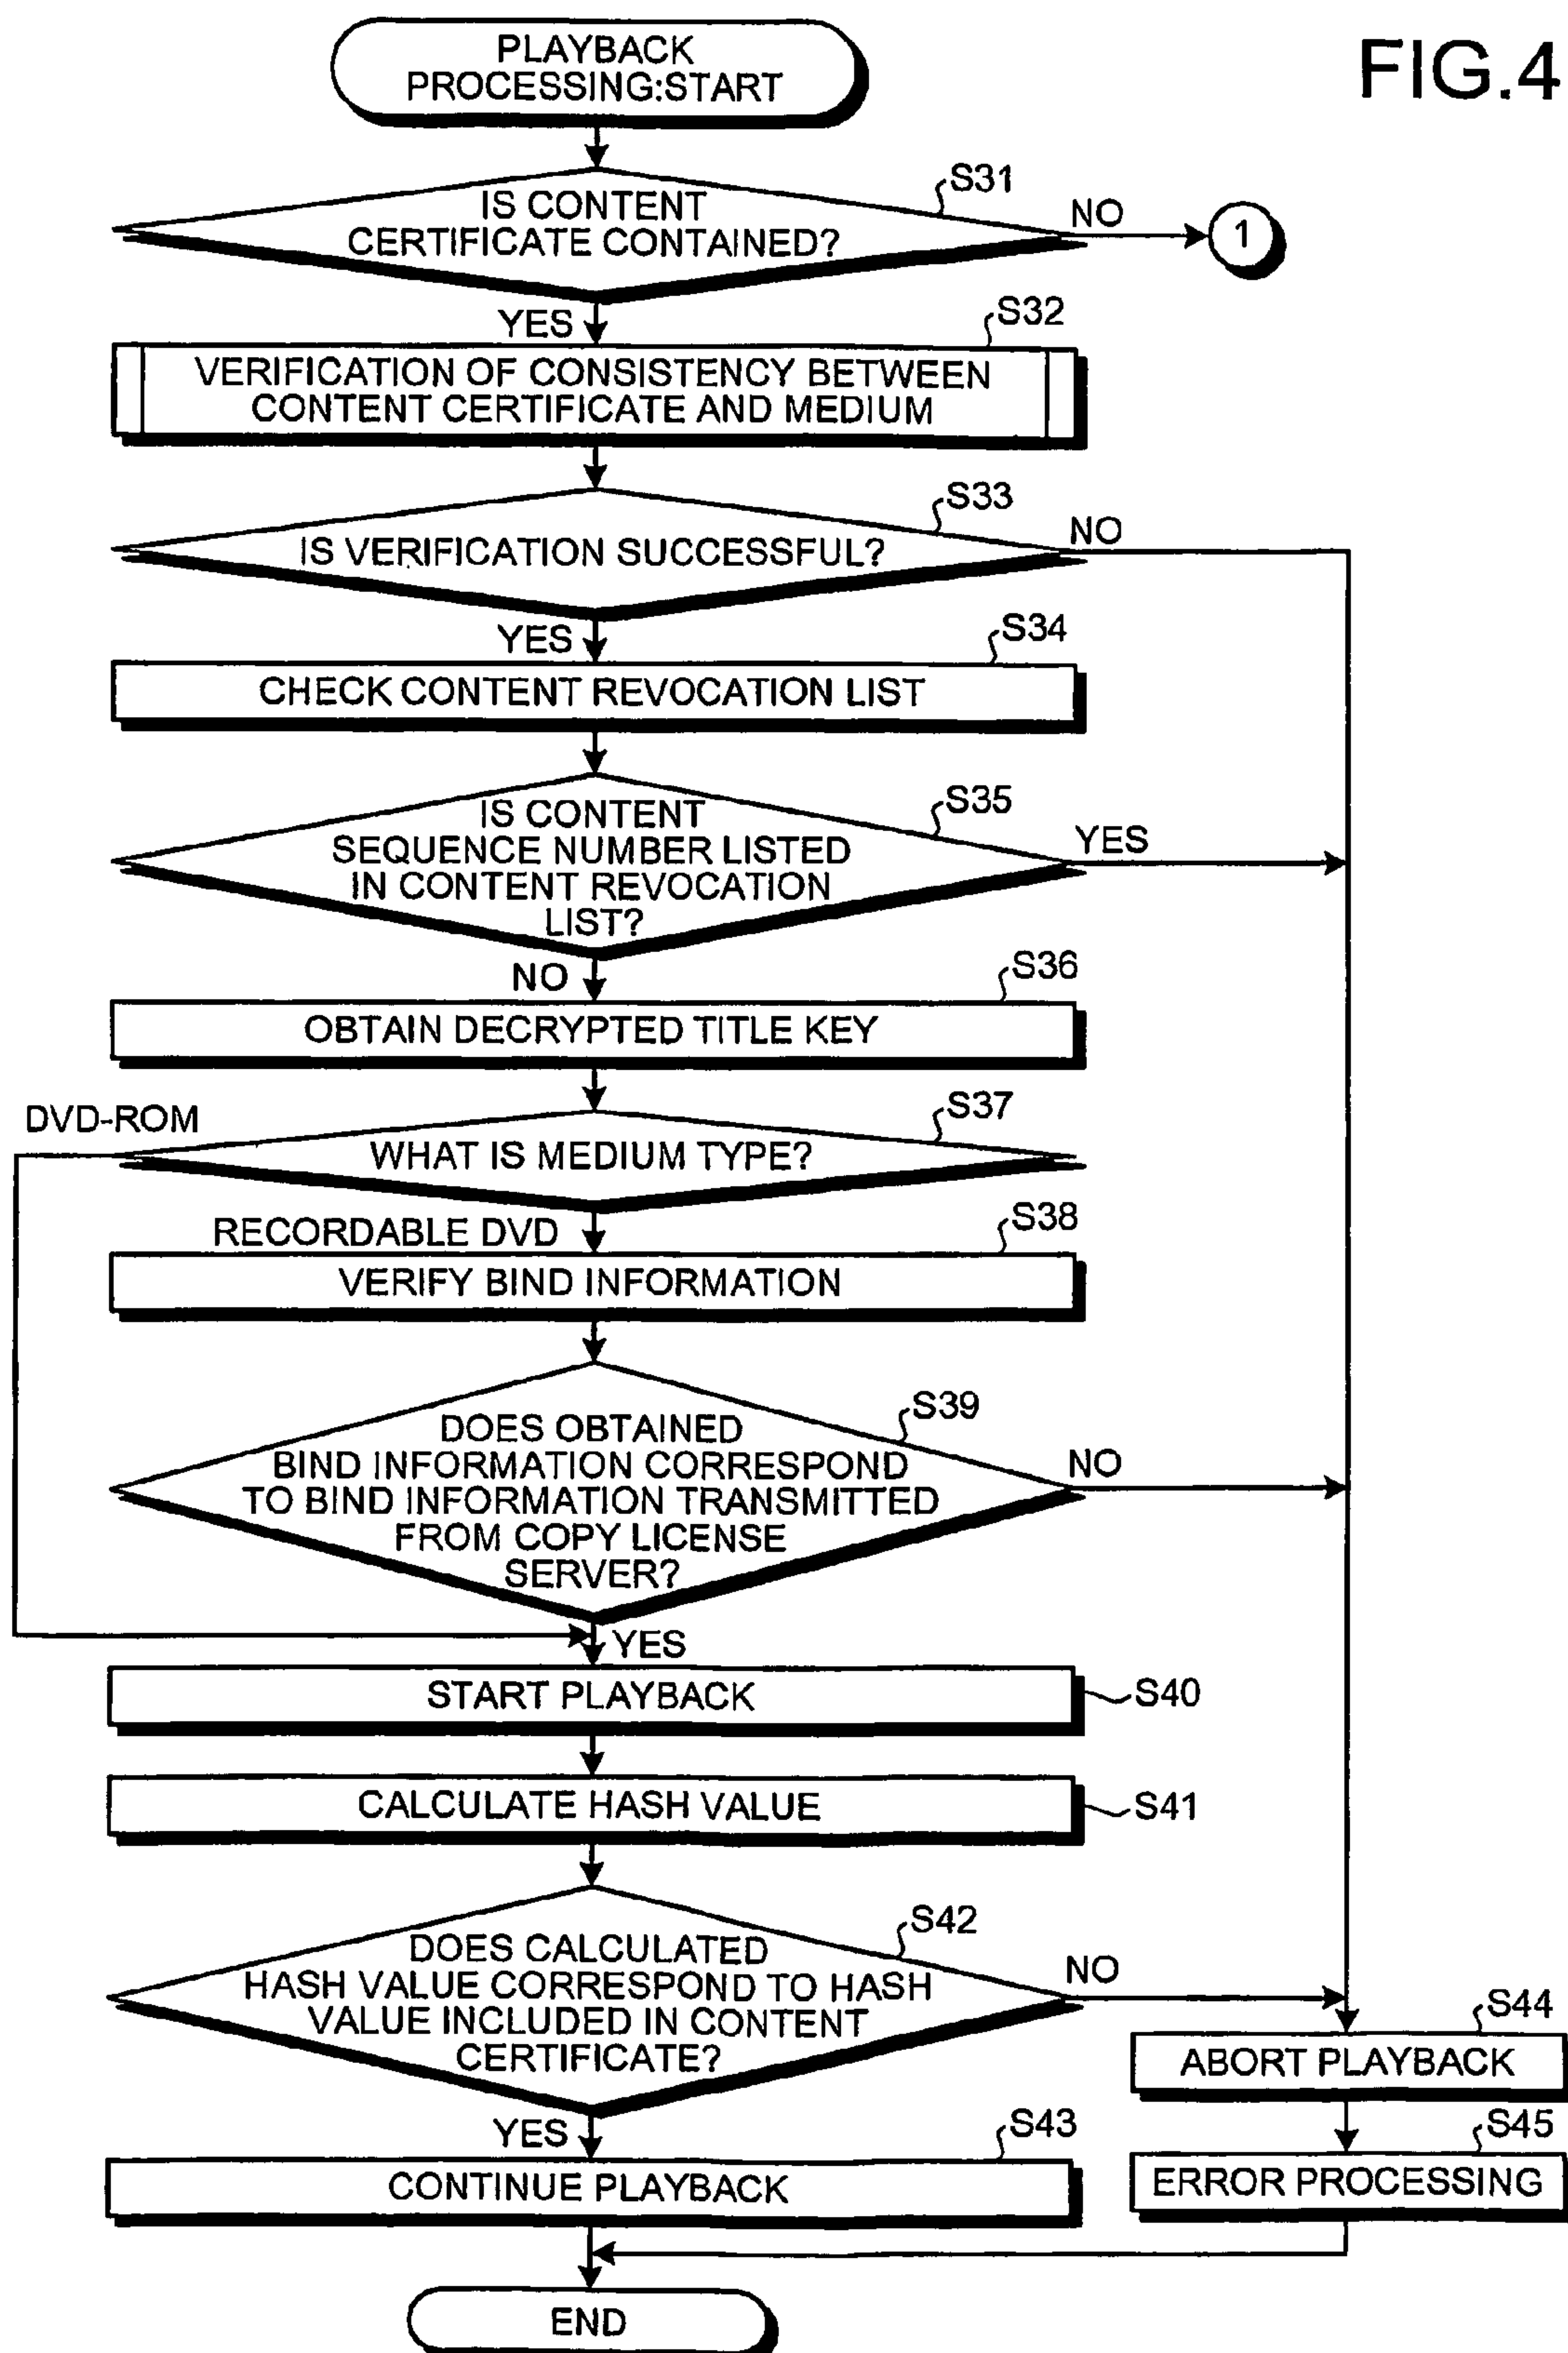 FIG.4
PLAYBACK
PROCESSING:START
S31
IS CONTENT
CERTIFICATE CONTAINED?
NO
1
YES
S32
VERIFICATION OF CONSISTENCY BETWEEN
CONTENT CERTIFICATE AND MEDIUM
S33
IS VERIFICATION SUCCESSFUL?
NO
YES
S34
CHECK CONTENT REVOCATION LIST
S35
IS CONTENT
SEQUENCE NUMBER LISTED
IN CONTENT REVOCATION
LIST?
YES
NO
S36
OBTAIN DECRYPTED TITLE KEY
DVD-ROM
S37
WHAT IS MEDIUM TYPE?
RECORDABLE DVD
S38
VERIFY BIND INFORMATION
S39
DOES OBTAINED
BIND INFORMATION CORRESPOND
TO BIND INFORMATION TRANSMITTED
FROM COPY LICENSE
SERVER?
NO
YES
START PLAYBACK
S40
CALCULATE HASH VALUE
S41
S42
DOES CALCULATED
HASH VALUE CORRESPOND TO HASH
VALUE INCLUDED IN CONTENT
CERTIFICATE?
NO
S44
ABORT PLAYBACK
YES
S43
CONTINUE PLAYBACK
S45
ERROR PROCESSING
END